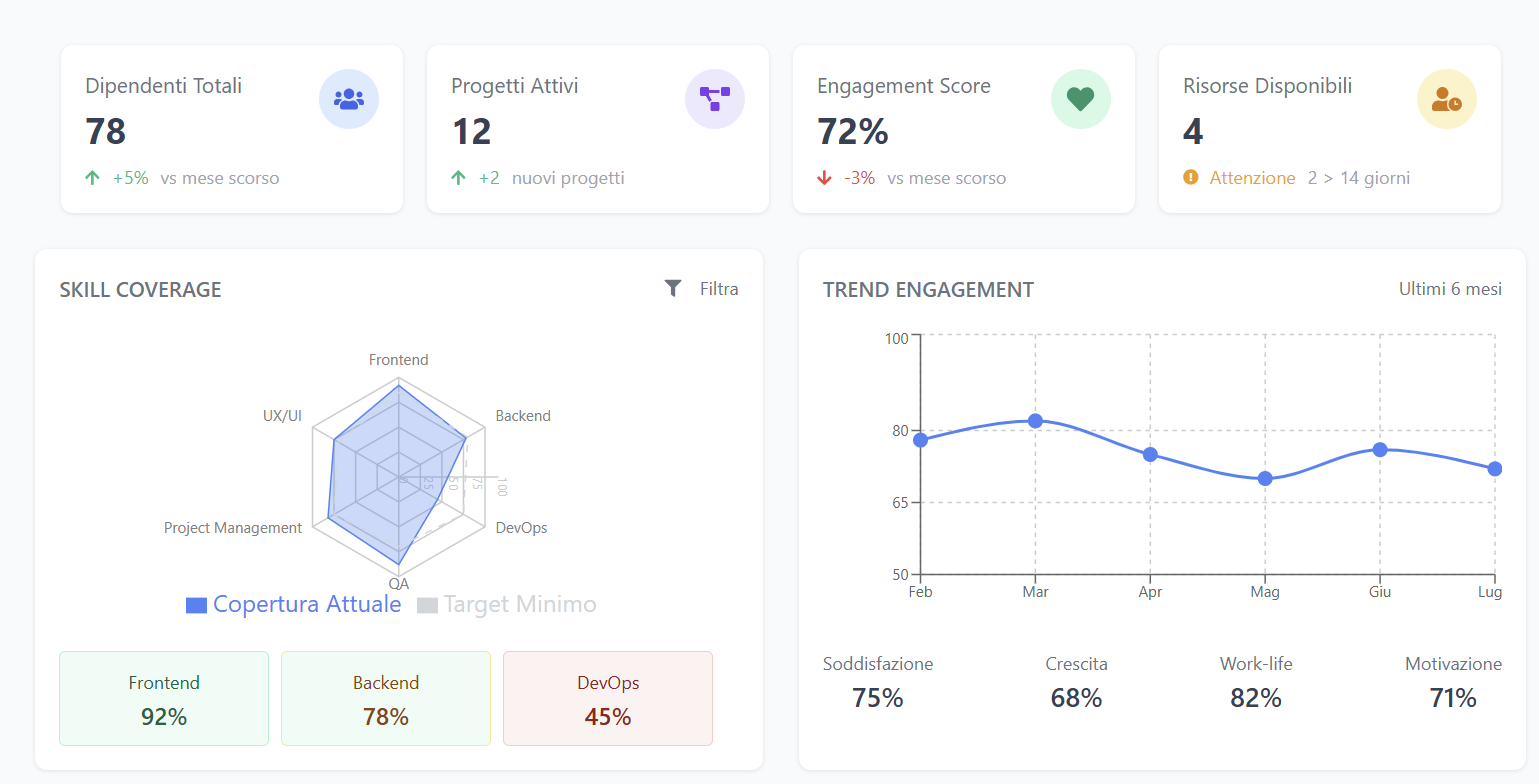 Dipendenti Totali
78
+5% vs mese scorso
Progetti Attivi
12
+2 nuovi progetti
Engagement Score
72%
-3% vs mese scorso
Risorse Disponibili
4
Attenzione 2 > 14 giorni
SKILL COVERAGE
Filtra
Frontend
UX/UI
Backend
0 25 50 75 100
Project Management
DevOps
QA
Copertura Attuale
Target Minimo
Frontend
92%
Backend
78%
DevOps
45%
TREND ENGAGEMENT
Ultimi 6 mesi
100
80
65
50
Feb Mar Apr Mag Giu Lug
Soddisfazione
75%
Crescita
68%
Work-life
82%
Motivazione
71%